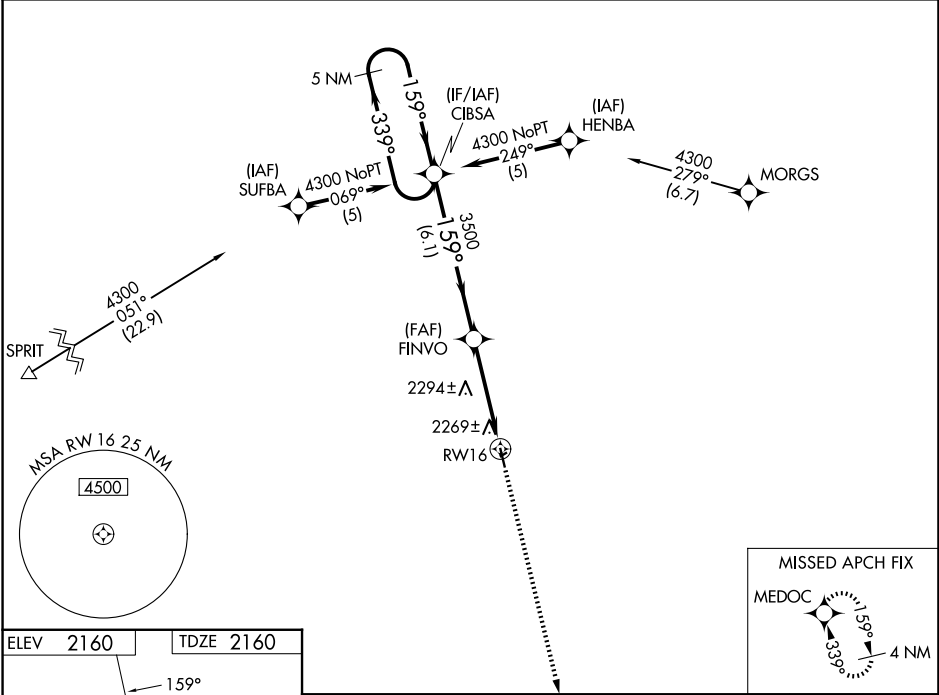 5 NM
159°
339°
(IF/IAF)
CIBSA
(IAF)
HENBA
4300 NoPT
249°
(5)
4300
279°
(6.7)
MORGS
(IAF)
SUFBA
4300 NoPT
069°
(5)
3500
159°
(6.1)
4300
051°
(22.9)
SPRIT
(FAF)
FINVO
2294±
2269±
RW16
MSA RW 16 25 NM
4500
MISSED APCH FIX
MEDOC
159°
339°
4 NM
ELEV 2160
TDZE 2160
159°